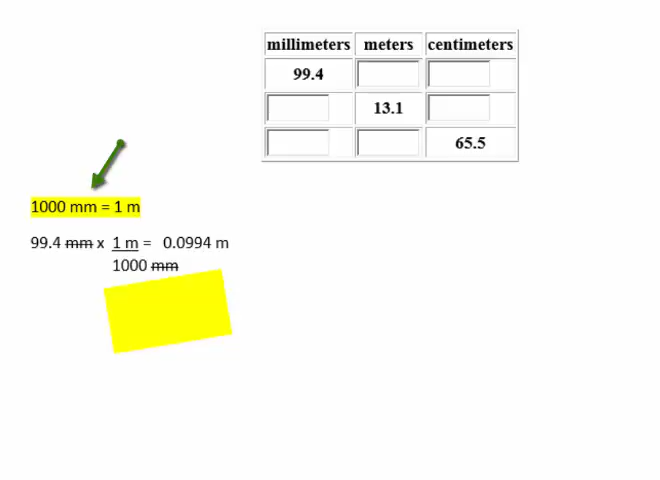 millimeters meters centimeters
99.4
13.1
65.5
1000 mm = 1 m
99.4 mm x 1 m = 0.0994 m
1000 mm